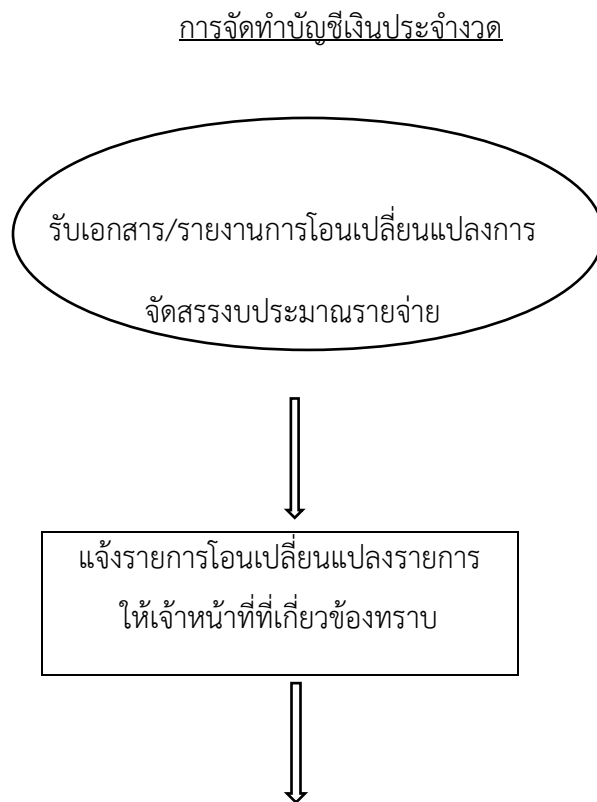 การจัดทำบัญชีเงินประจำงวด
รับเอกสาร/รายงานการโอนเปลี่ยนแปลงการ
จัดสรรงบประมาณรายจ่าย
แจ้งรายการโอนเปลี่ยนแปลงรายการ
ให้เจ้าหน้าที่ที่เกี่ยวข้องทราบ